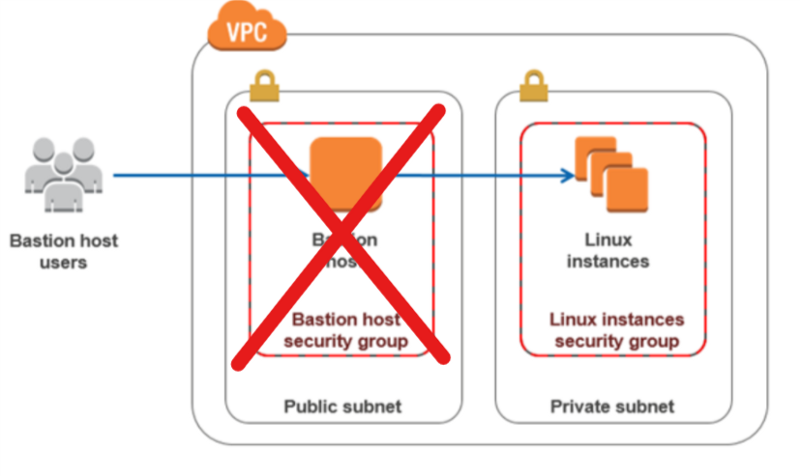 VPC
Bastion host
users
Bastion
host
Linux
instances
Bastion host
security group
Linux instances
security group
Public subnet
Private subnet